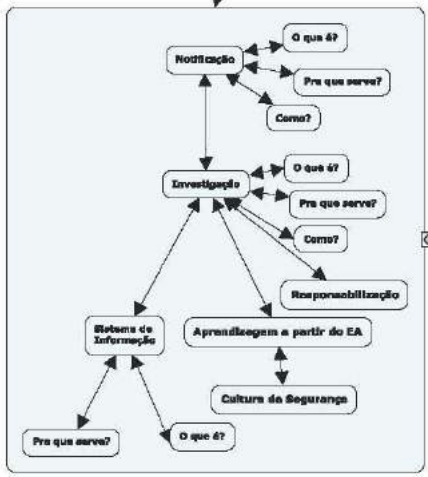 O que é?
Notificação
Pra que serve?
Como?
O que é?
Investigação
Pra que serve?
Como?
Responsabilização
Sistema de
Informação
Aprendizagem a partir do EA
Cultura da Segurança
Pra que serve?
O que é?